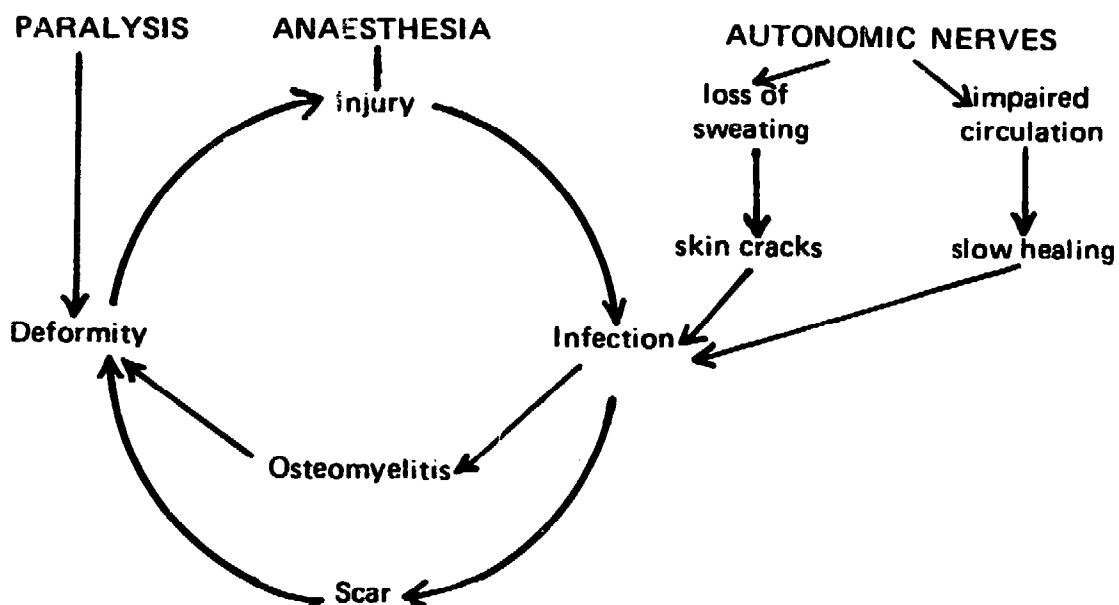 PARALYSIS
ANAESTHESIA
AUTONOMIC NERVES
Injury
loss of
sweating
impaired
circulation
skin cracks
slow healing
Deformity
Infection
Osteomyelitis
Scar